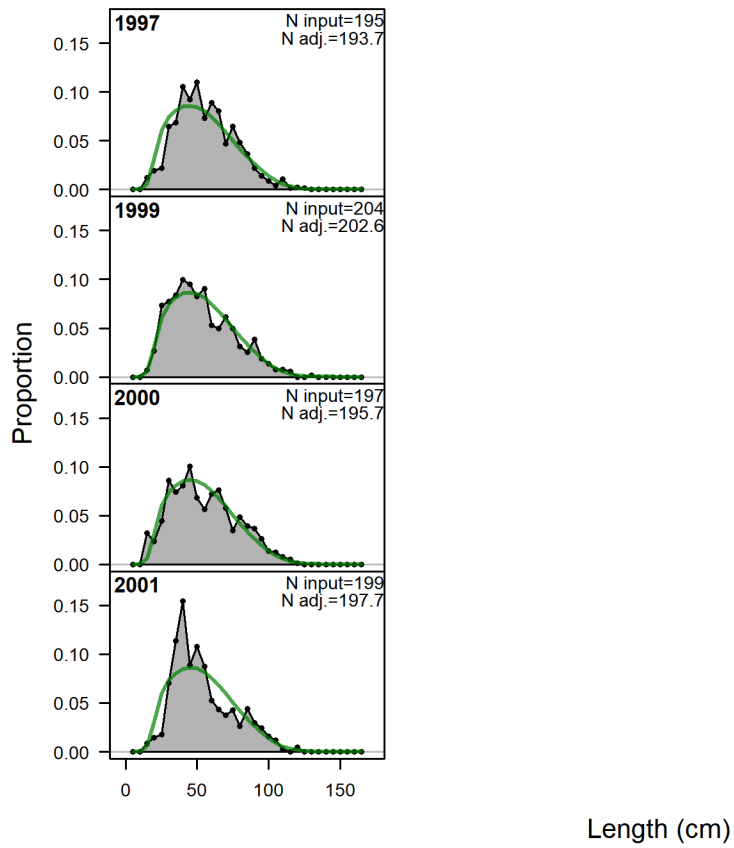 1997
N input=195
N adj.=193.7
0.15
0.10
0.05
0.00
1999
N input=204
N adj.=202.6
0.15
0.10
0.05
0.00
2000
N input=197
N adj.=195.7
0.15
0.10
0.05
0.00
2001
N input=199
N adj.=197.7
0.15
0.10
0.05
0.00
Proportion
0 50 100 150
Length (cm)